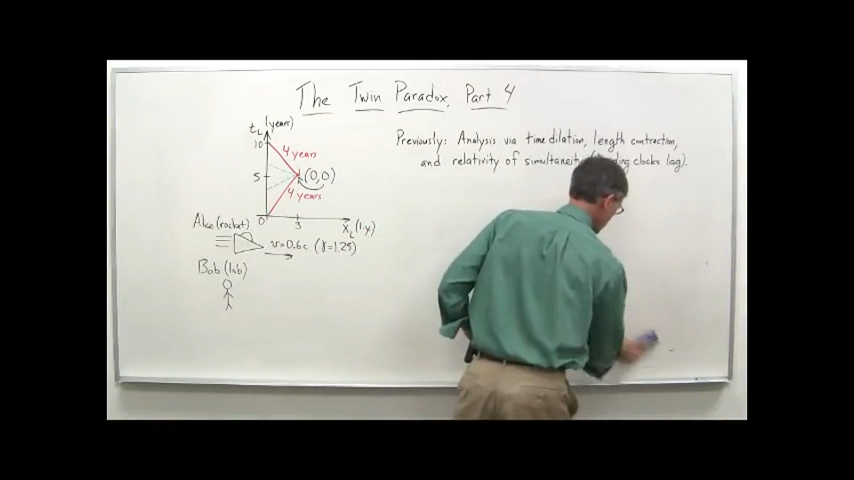 The Twin Paradox, Part 4
t_L (years)
10
4 years
5
(0,0)
4 years
0
3
x_L (l.y)
Alice (rocket)
v=0.6c (γ=1.25)
Bob (lab)
Previously: Analysis via time dilation, length contraction,
and relativity of simultaneity clocks lag).